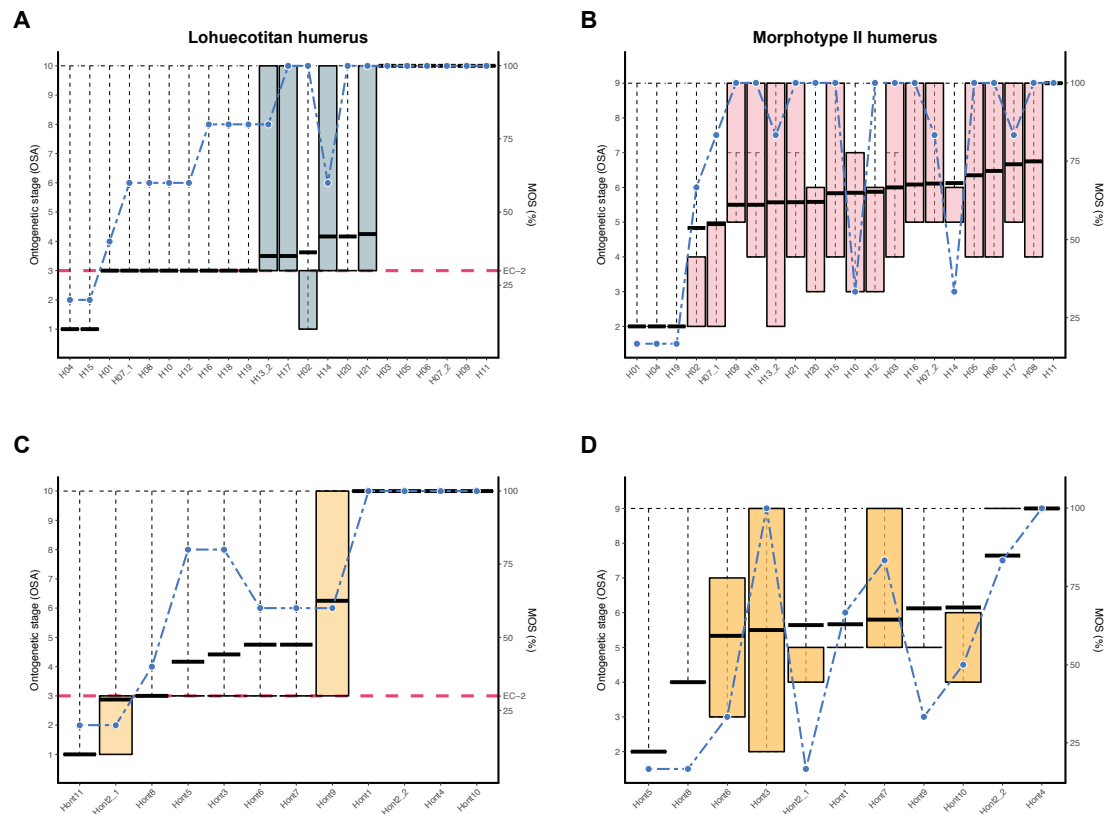 A
Lohuecotitan humerus
Ontogenetic stage (OSA)
10
9
8
7
6
5
4
3
2
1
100
75
50
EC−2
25
MOS (%)
H04 H15 H01 H07_1 H08 H10 H12 H16 H18 H19 H13_2 H17 H02 H14 H20 H21 H03 H05 H06 H07_2 H09 H11
B
Morphotype II humerus
Ontogenetic stage (OSA)
9
8
7
6
5
4
3
2
100
75
50
25
MOS (%)
H01 H04 H19 H02 H07_1 H09 H18 H13_2 H21 H20 H15 H10 H12 H03 H16 H07_2 H14 H05 H06 H17 H08 H11
C
Ontogenetic stage (OSA)
10
9
8
7
6
5
4
3
2
1
100
75
50
EC−2
25
MOS (%)
Hont11 Hont2_1 Hont8 Hont5 Hont3 Hont6 Hont7 Hont9 Hont1 Hont2_2 Hont4 Hont10
D
Ontogenetic stage (OSA)
9
8
7
6
5
4
3
2
100
75
50
25
MOS (%)
Hont5 Hont8 Hont6 Hont3 Hont2_1 Hont1 Hont7 Hont9 Hont10 Hont2_2 Hont4